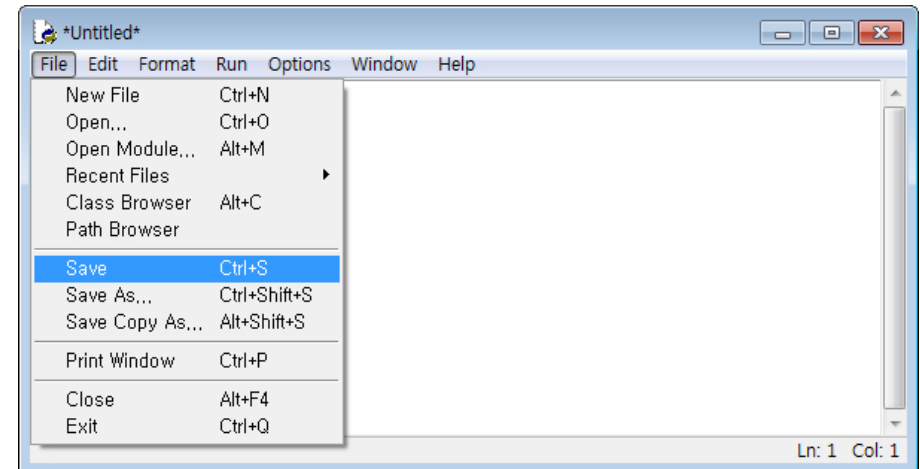 *Untitled*
File Edit Format Run Options Window Help
New File Ctrl+N
Open... Ctrl+O
Open Module... Alt+M
Recent Files
Class Browser Alt+C
Path Browser
Save Ctrl+S
Save As... Ctrl+Shift+S
Save Copy As... Alt+Shift+S
Print Window Ctrl+P
Close Alt+F4
Exit Ctrl+Q
Ln: 1 Col: 1